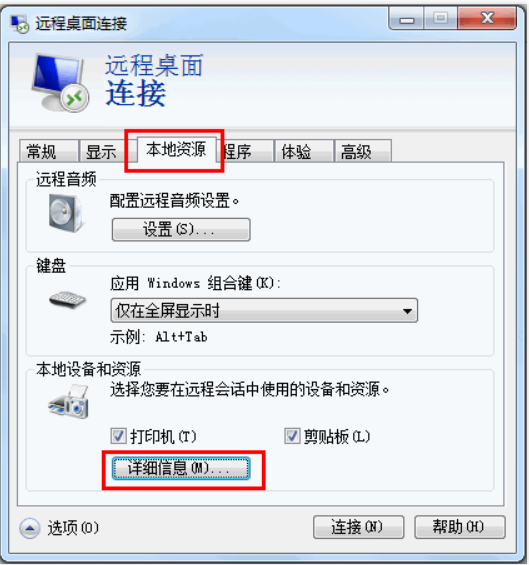 远程桌面连接
远程桌面
连接
常规 显示 本地资源 程序 体验 高级
远程音频
配置远程音频设置。
设置(S)...
键盘
应用 Windows 组合键(K):
仅在全屏显示时
示例: Alt+Tab
本地设备和资源
选择您要在远程会话中使用的设备和资源。
打印机(T) 剪贴板(L)
详细信息(M)...
选项(O) 连接(N) 帮助(H)